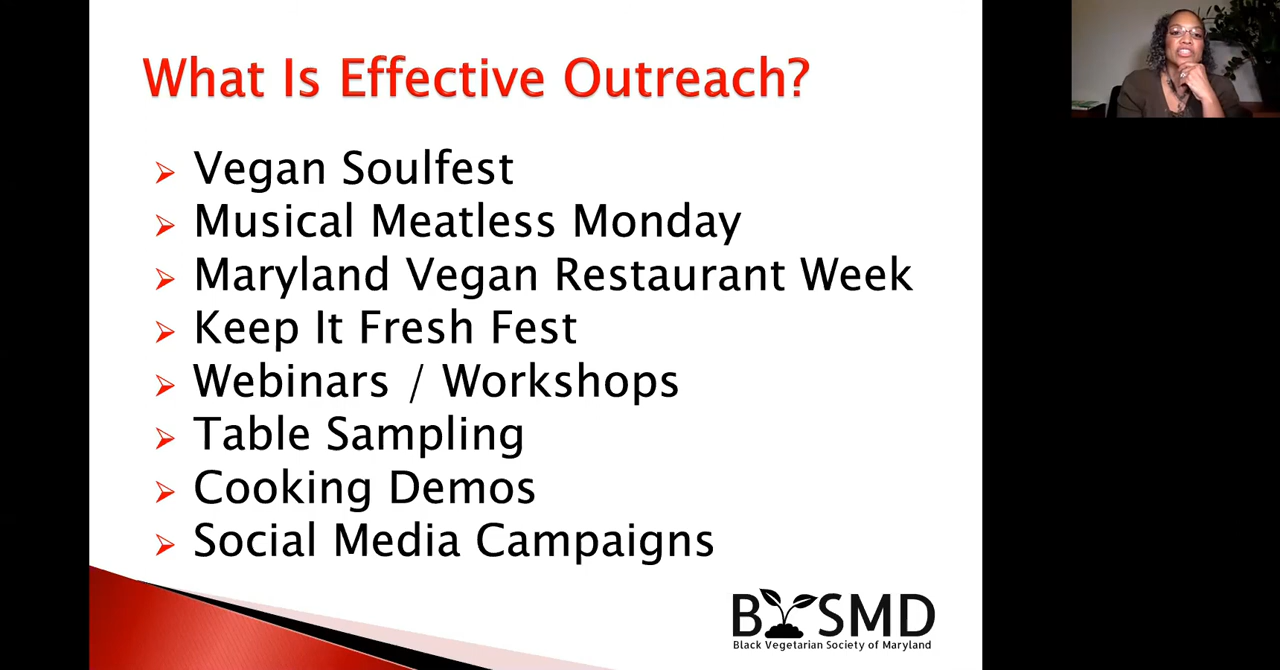 What Is Effective Outreach?
Vegan Soulfest
Musical Meatless Monday
Maryland Vegan Restaurant Week
Keep It Fresh Fest
Webinars / Workshops
Table Sampling
Cooking Demos
Social Media Campaigns
BVSMD
Black Vegetarian Society of Maryland